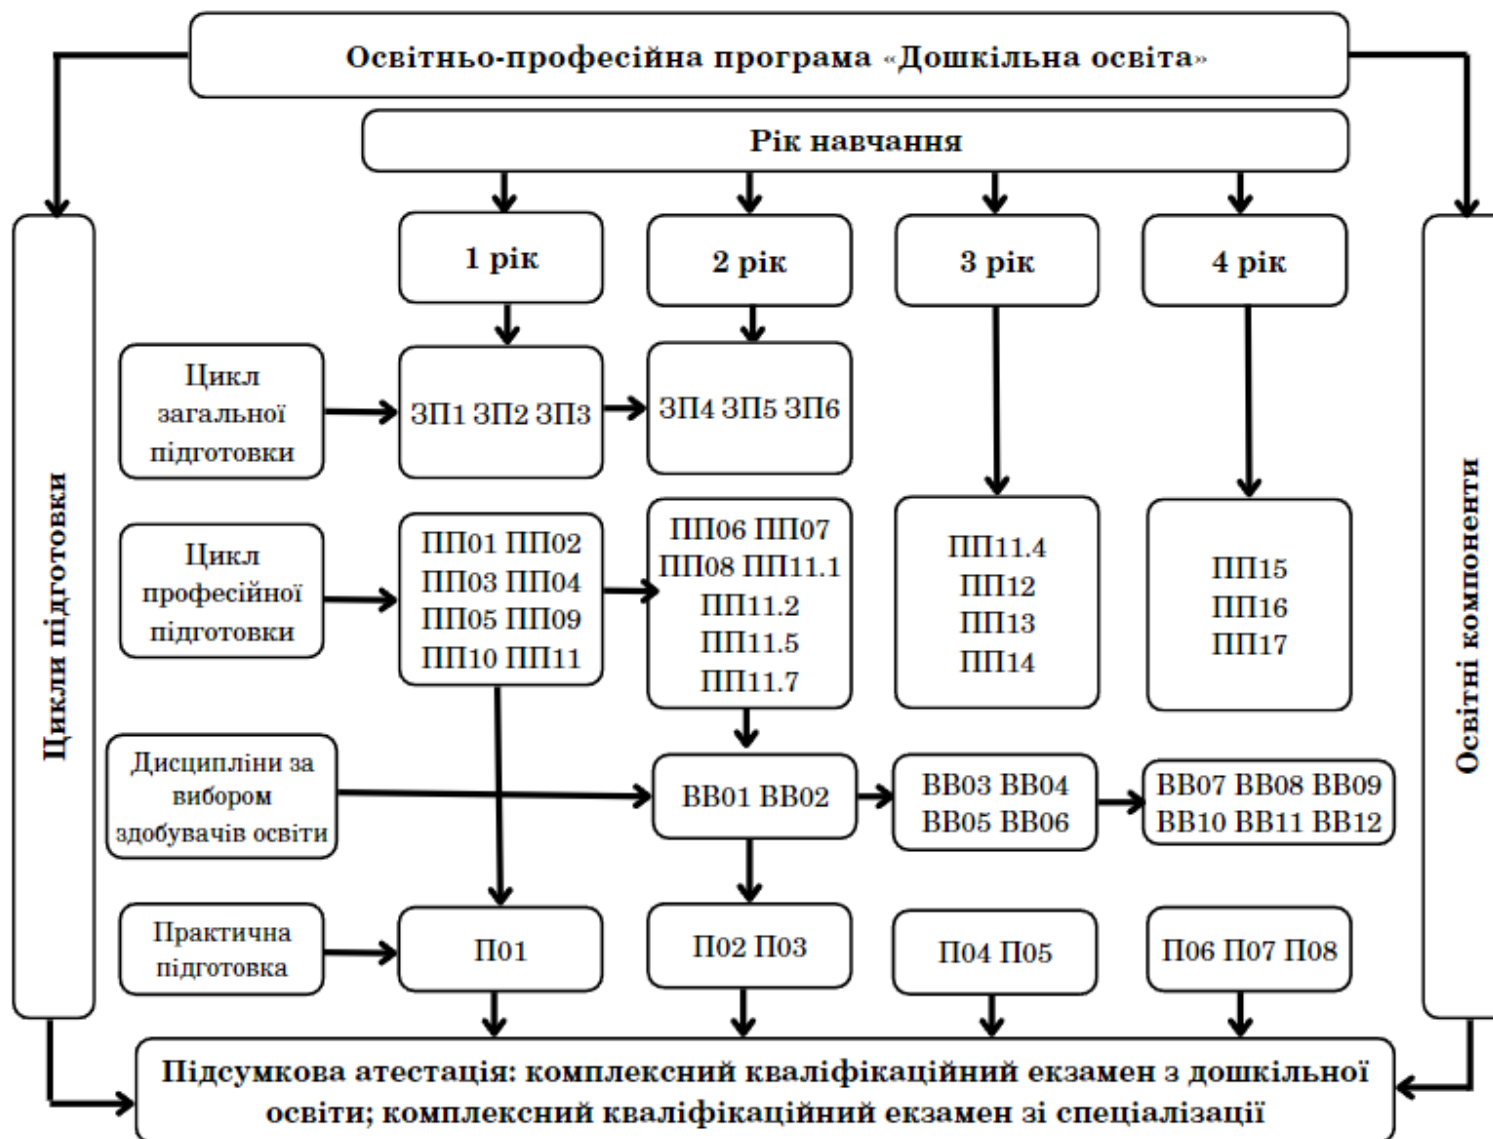 Освітньо-професійна програма «Дошкільна освіта»
Рік навчання
1 рік
2 рік
3 рік
4 рік
Цикли підготовки
Освітні компоненти
Цикл
загальної
підготовки
ЗП1 ЗП2 ЗП3
ЗП4 ЗП5 ЗП6
Цикл
професійної
підготовки
ПП01 ПП02
ПП03 ПП04
ПП05 ПП09
ПП10 ПП11
ПП06 ПП07
ПП08 ПП11.1
ПП11.2
ПП11.5
ПП11.7
ПП11.4
ПП12
ПП13
ПП14
ПП15
ПП16
ПП17
Дисципліни за
вибором
здобувачів освіти
ВВ01 ВВ02
ВВ03 ВВ04
ВВ05 ВВ06
ВВ07 ВВ08 ВВ09
ВВ10 ВВ11 ВВ12
Практична
підготовка
П01
П02 П03
П04 П05
П06 П07 П08
Підсумкова атестація: комплексний кваліфікаційний екзамен з дошкільної
освіти; комплексний кваліфікаційний екзамен зі спеціалізації